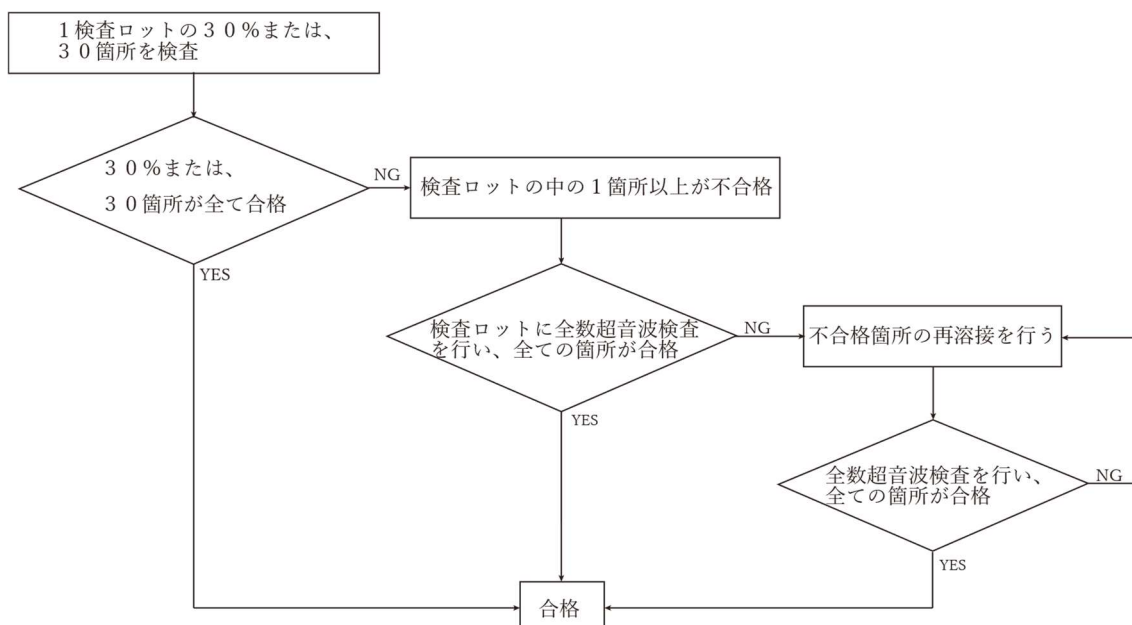 １検査ロットの３０％または、
３０箇所を検査
３０％または、
３０箇所が全て合格
NG
検査ロットの中の１箇所以上が不合格
YES
検査ロットに全数超音波検査
を行い、全ての箇所が合格
NG
不合格箇所の再溶接を行う
YES
全数超音波検査を行い、
全ての箇所が合格
NG
YES
合格